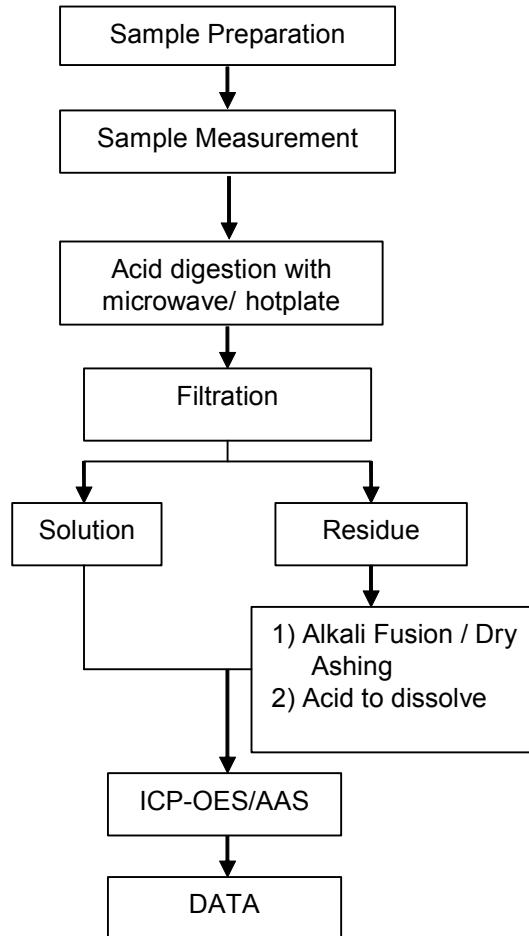 Sample Preparation
Sample Measurement
Acid digestion with
microwave/ hotplate
Filtration
Solution
Residue
1) Alkali Fusion / Dry
Ashing
2) Acid to dissolve
ICP-OES/AAS
DATA